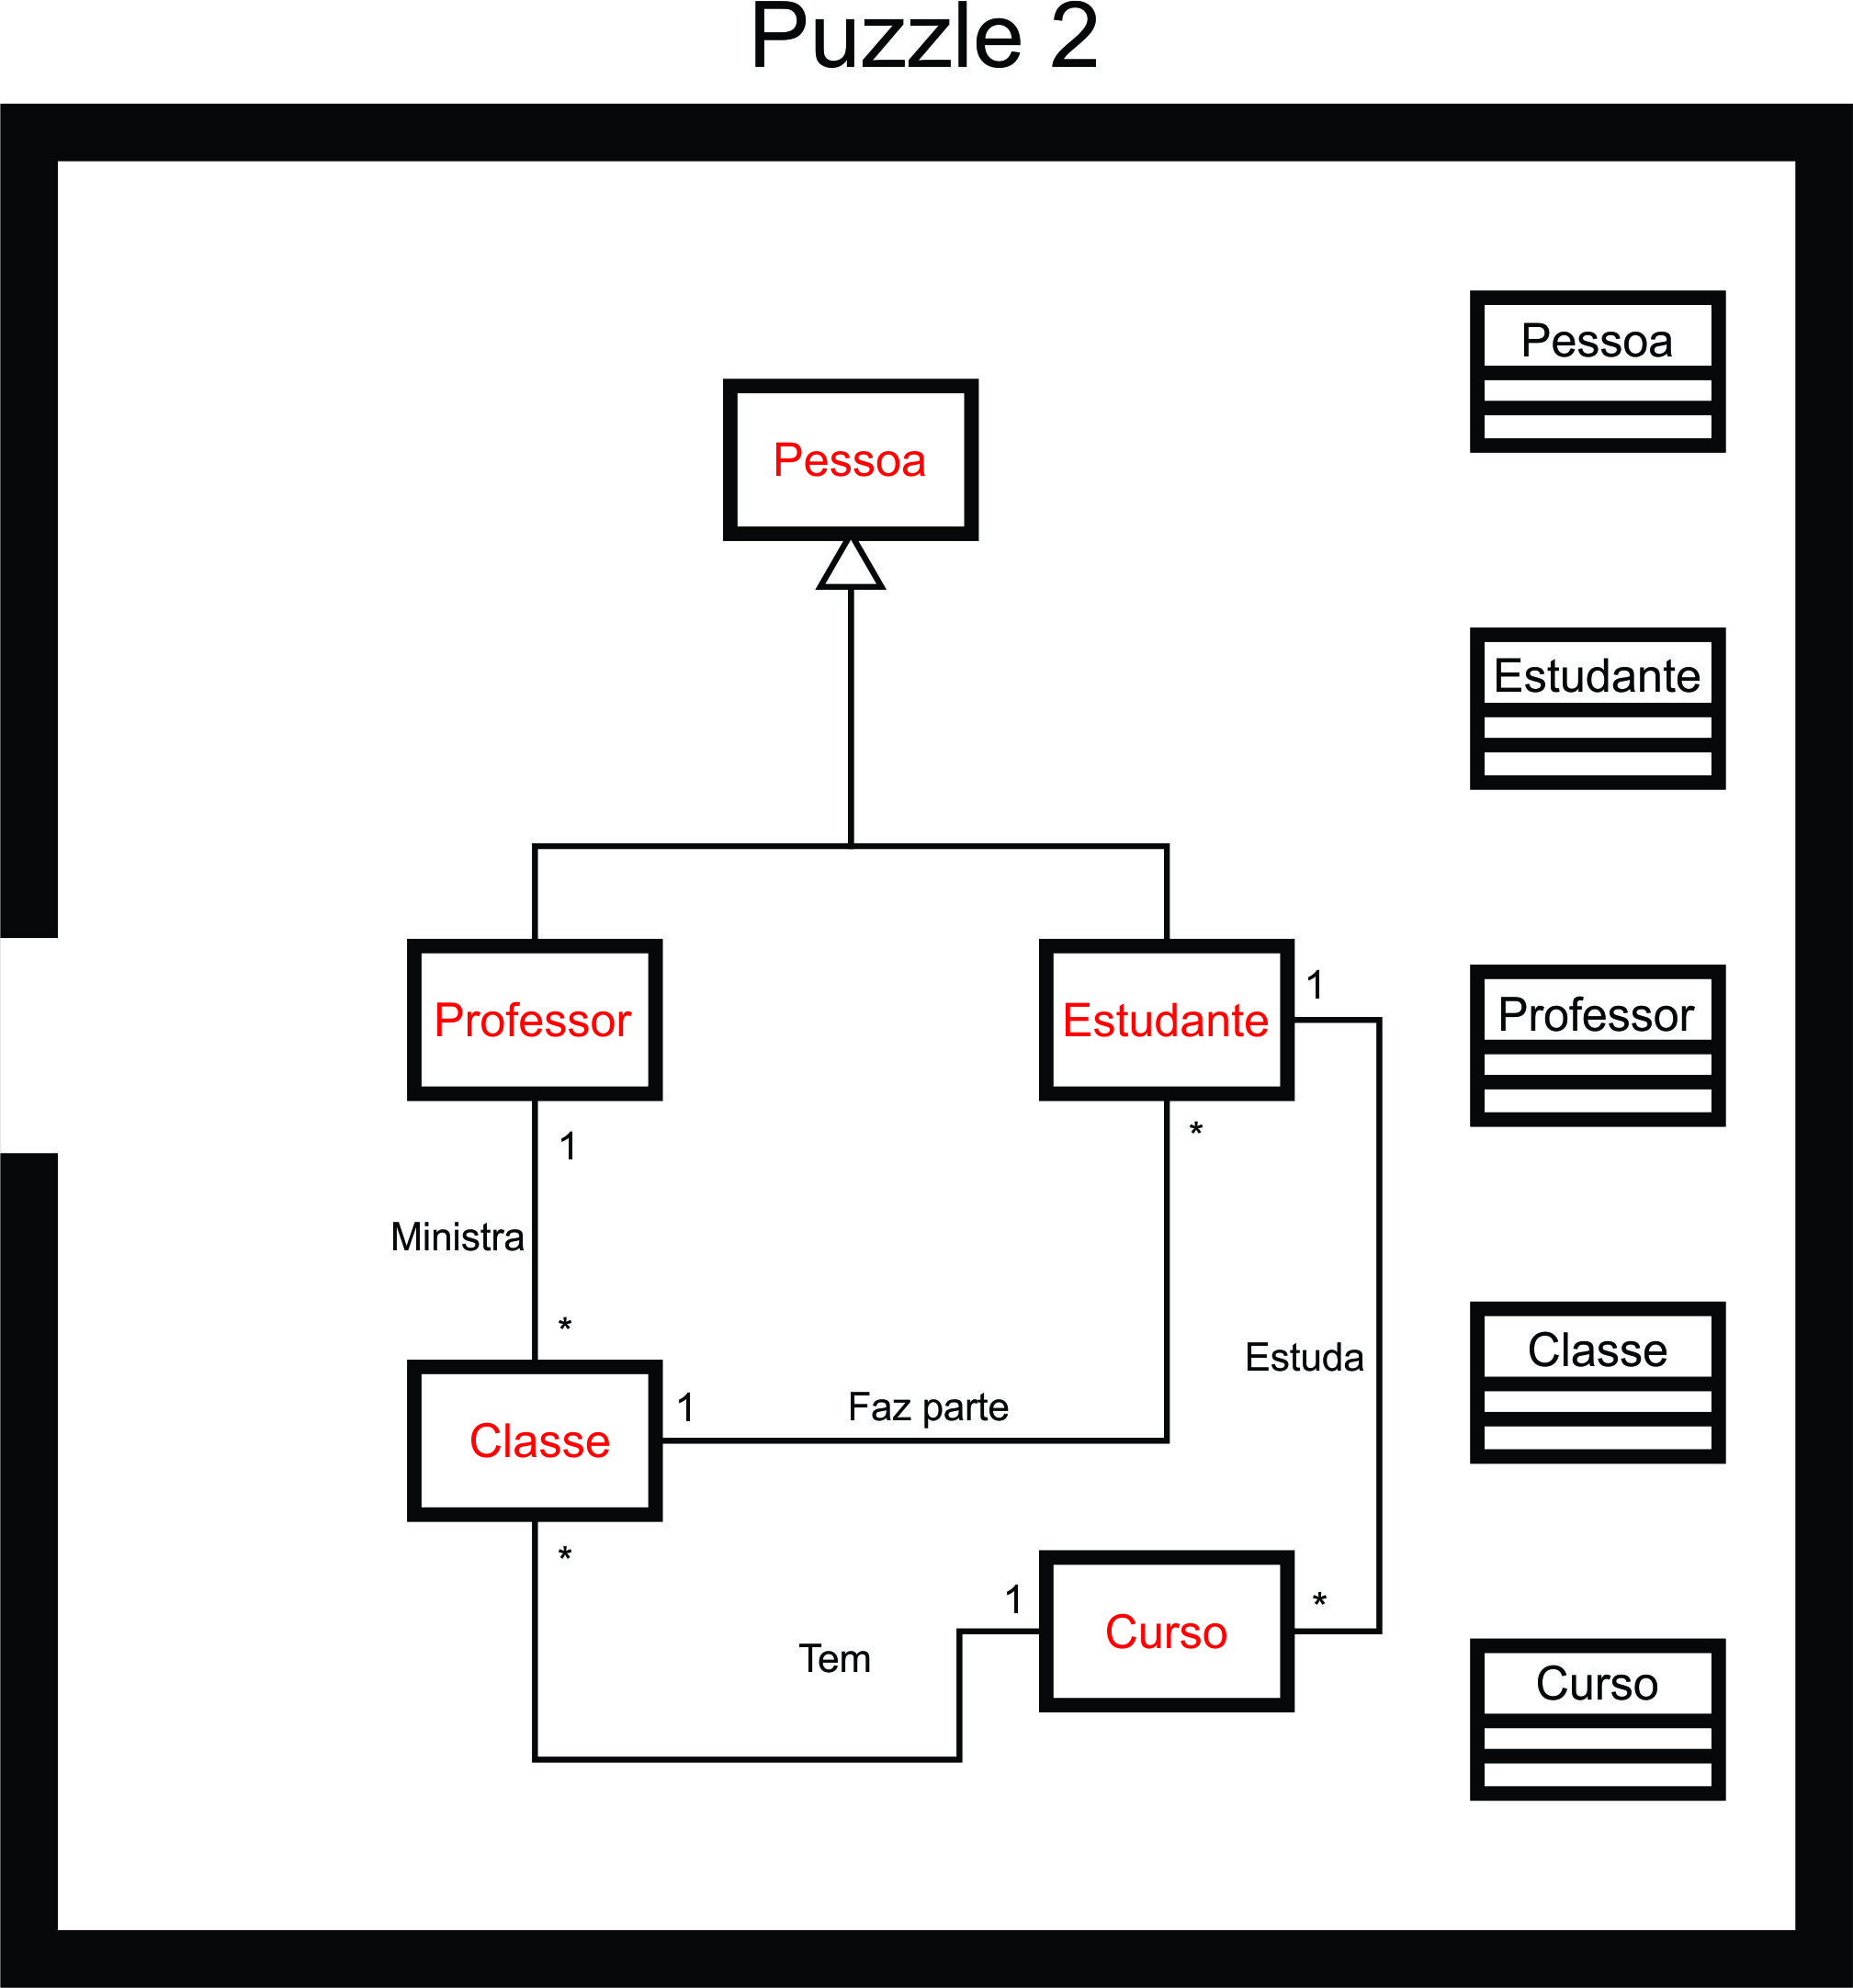 Puzzle 2
Pessoa
Pessoa
Estudante
Professor
Estudante
1
Professor
1
*
Ministra
*
Estuda
Classe
1
Faz parte
Classe
*
1
Curso
*
Tem
Curso